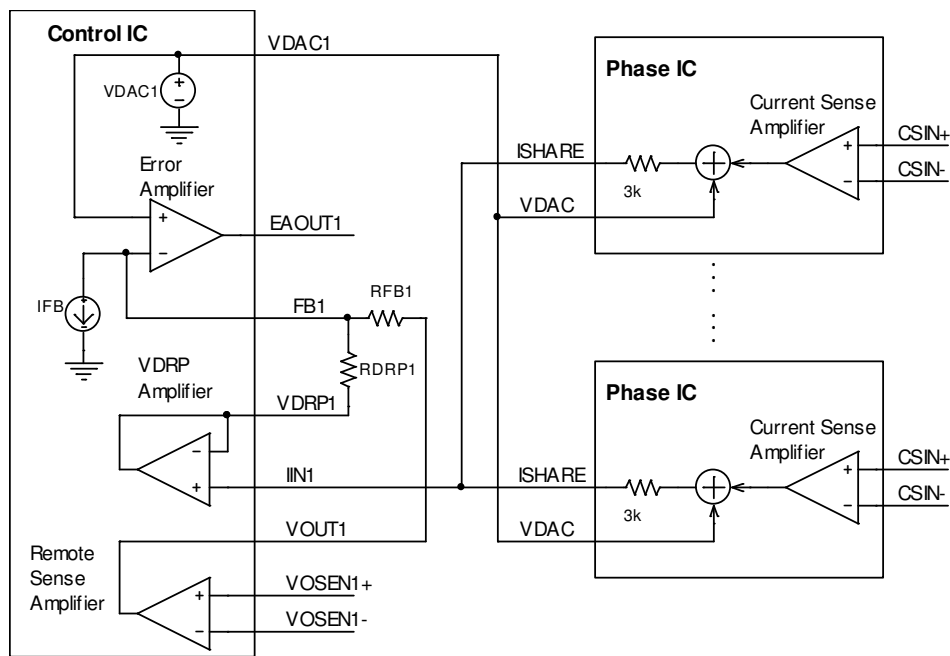 Control IC
VDAC1
VDAC1
Error
Amplifier
EAOUT1
IFB
FB1
RFB1
RDRP1
VDRP
Amplifier
VDRP1
IIN1
VOUT1
Remote
Sense
Amplifier
VOSEN1+
VOSEN1-
Phase IC
Current Sense
Amplifier
CSIN+
CSIN-
ISHARE
3k
VDAC
Phase IC
Current Sense
Amplifier
CSIN+
CSIN-
ISHARE
3k
VDAC